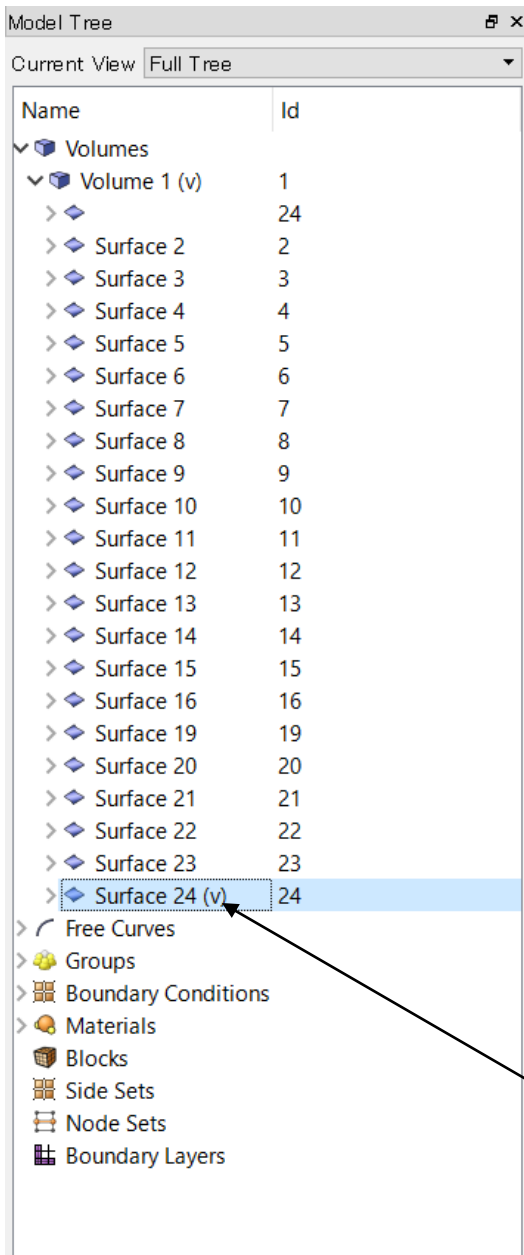 Model Tree
Current View Full Tree
Name Id
Volumes
Volume 1 (v) 1
24
Surface 2 2
Surface 3 3
Surface 4 4
Surface 5 5
Surface 6 6
Surface 7 7
Surface 8 8
Surface 9 9
Surface 10 10
Surface 11 11
Surface 12 12
Surface 13 13
Surface 14 14
Surface 15 15
Surface 16 16
Surface 19 19
Surface 20 20
Surface 21 21
Surface 22 22
Surface 23 23
Surface 24 (v) 24
Free Curves
Groups
Boundary Conditions
Materials
Blocks
Side Sets
Node Sets
Boundary Layers